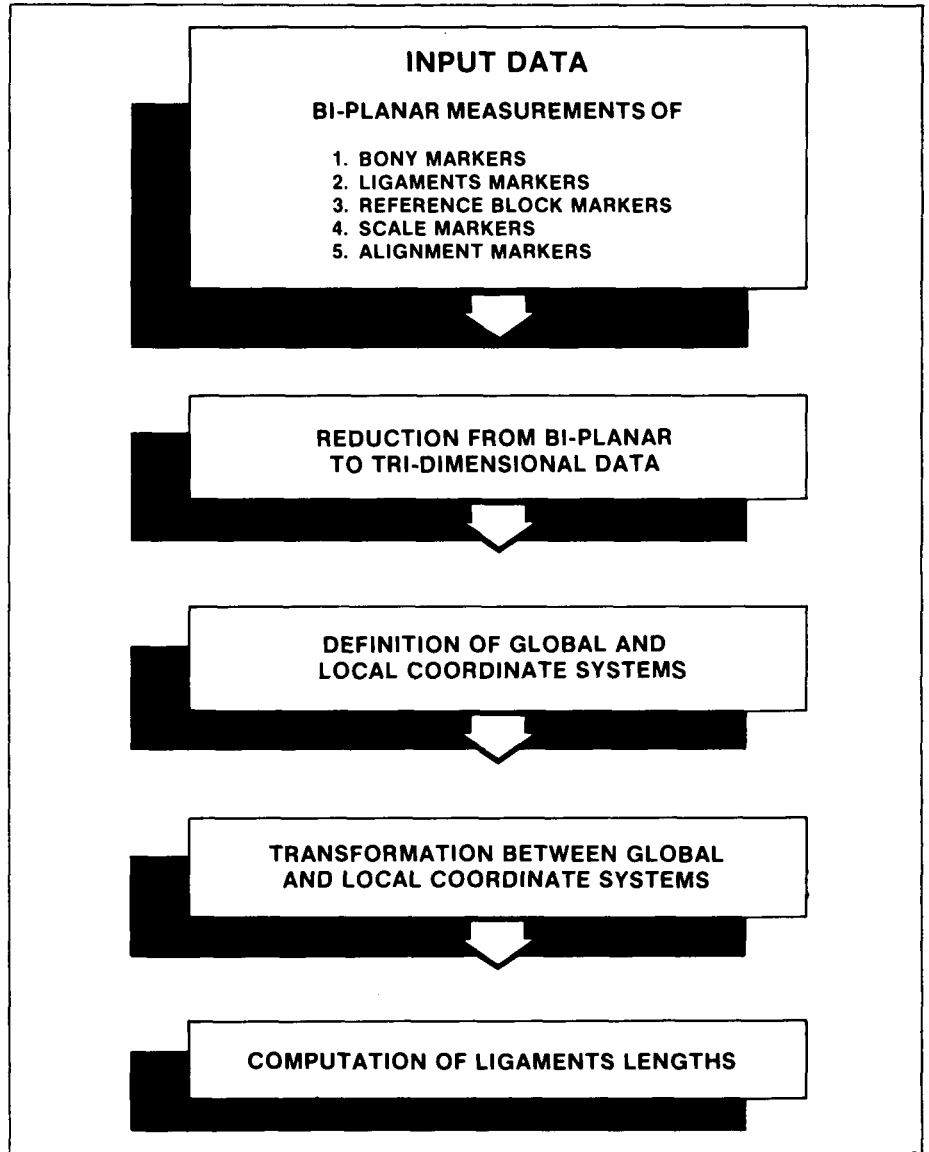 INPUT DATA
BI-PLANAR MEASUREMENTS OF
1. BONY MARKERS
2. LIGAMENTS MARKERS
3. REFERENCE BLOCK MARKERS
4. SCALE MARKERS
5. ALIGNMENT MARKERS
REDUCTION FROM BI-PLANAR
TO TRI-DIMENSIONAL DATA
DEFINITION OF GLOBAL AND
LOCAL COORDINATE SYSTEMS
TRANSFORMATION BETWEEN GLOBAL
AND LOCAL COORDINATE SYSTEMS
COMPUTATION OF LIGAMENTS LENGTHS